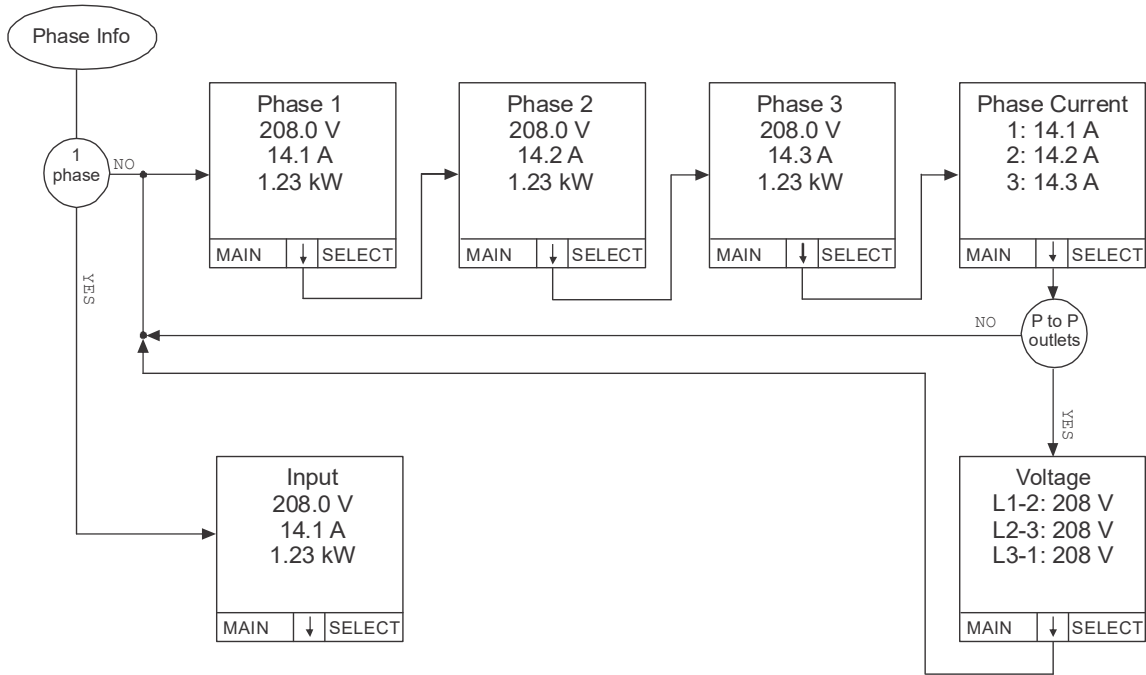 Phase Info
1
phase
NO
YES
Phase 1
208.0 V
14.1 A
1.23 kW
MAIN ↓ SELECT
Phase 2
208.0 V
14.2 A
1.23 kW
MAIN ↓ SELECT
Phase 3
208.0 V
14.3 A
1.23 kW
MAIN ↓ SELECT
Phase Current
1: 14.1 A
2: 14.2 A
3: 14.3 A
MAIN ↓ SELECT
P to P
outlets
NO
YES
Input
208.0 V
14.1 A
1.23 kW
MAIN ↓ SELECT
Voltage
L1-2: 208 V
L2-3: 208 V
L3-1: 208 V
MAIN ↓ SELECT